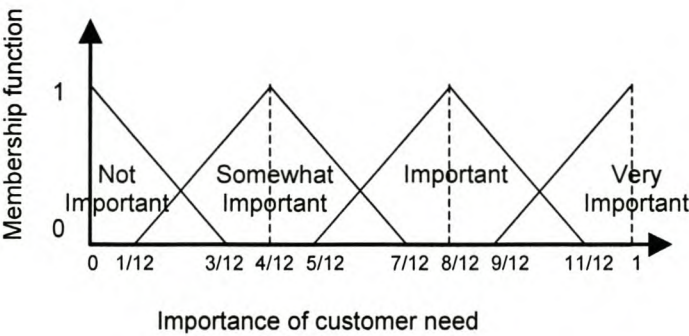 Membership function
1
0
Not
Important
Somewhat
Important
Important
Very
Important
0 1/12 3/12 4/12 5/12 7/12 8/12 9/12 11/12 1
Importance of customer need